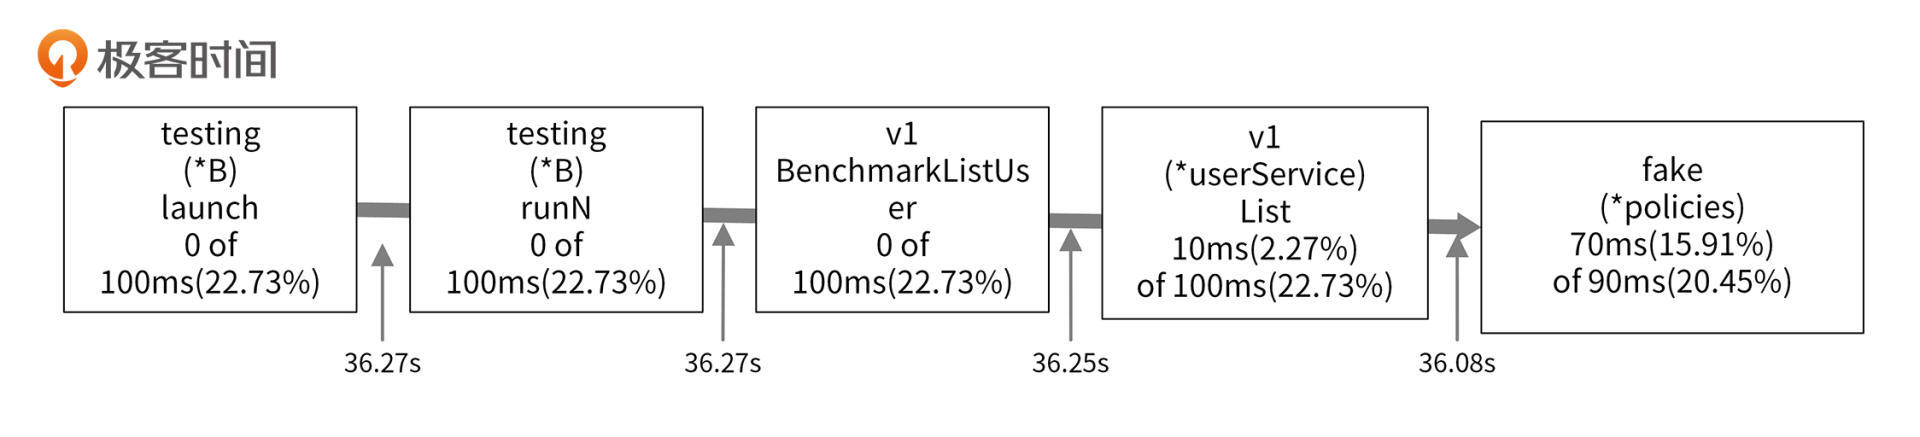 极客时间
testing
(*B)
launch
0 of
100ms(22.73%)
testing
(*B)
runN
0 of
100ms(22.73%)
v1
BenchmarkListUs
er
0 of
100ms(22.73%)
v1
(*userService)
List
10ms(2.27%)
of 100ms(22.73%)
fake
(*policies)
70ms(15.91%)
of 90ms(20.45%)
36.27s
36.27s
36.25s
36.08s